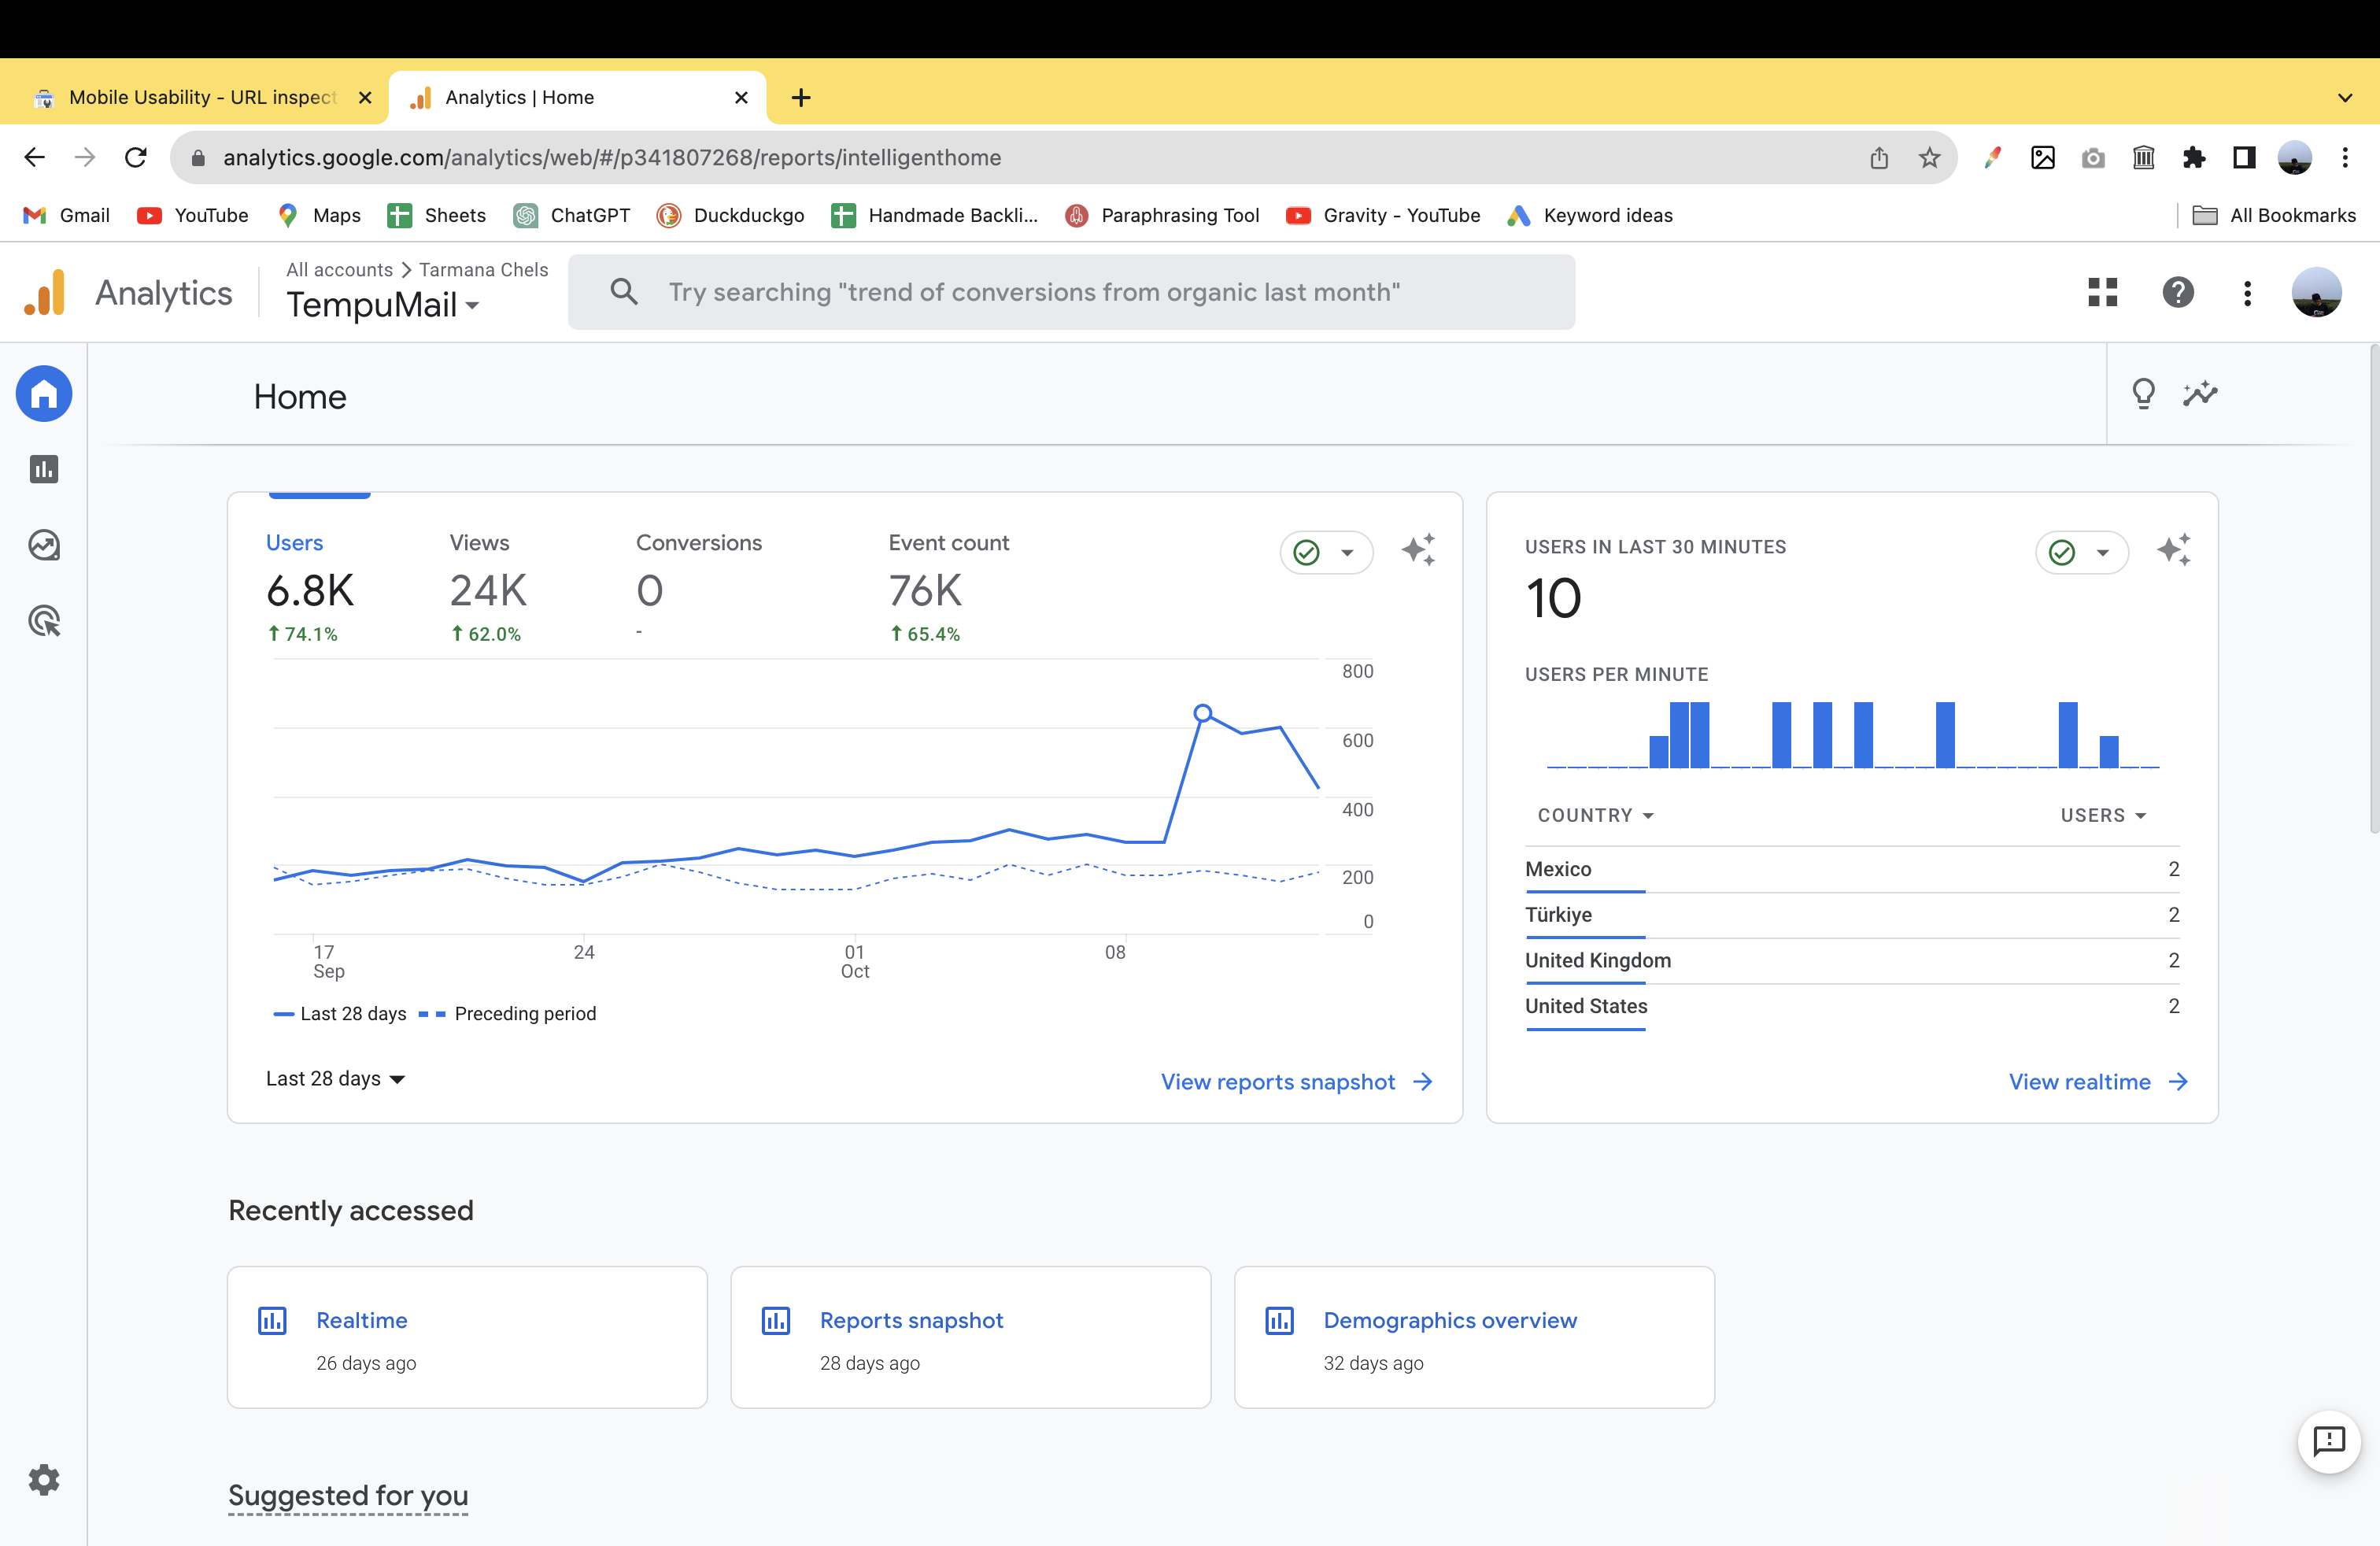 Mobile Usability - URL inspect
Analytics | Home
analytics.google.com/analytics/web/#/p341807268/reports/intelligenthome
Gmail YouTube Maps Sheets ChatGPT Duckduckgo Handmade Backli... Paraphrasing Tool Gravity - YouTube Keyword ideas All Bookmarks
Analytics
All accounts > Tarmana Chels
TempuMail
Try searching "trend of conversions from organic last month"
Home
Users Views Conversions Event count
6.8K 24K 0 76K
↑ 74.1% ↑ 62.0% - ↑ 65.4%
800
600
400
200
0
17 24 01 08
Sep Oct
Last 28 days Preceding period
Last 28 days
View reports snapshot →
USERS IN LAST 30 MINUTES
10
USERS PER MINUTE
COUNTRY USERS
Mexico 2
Türkiye 2
United Kingdom 2
United States 2
View realtime →
Recently accessed
Realtime
26 days ago
Reports snapshot
28 days ago
Demographics overview
32 days ago
Suggested for you